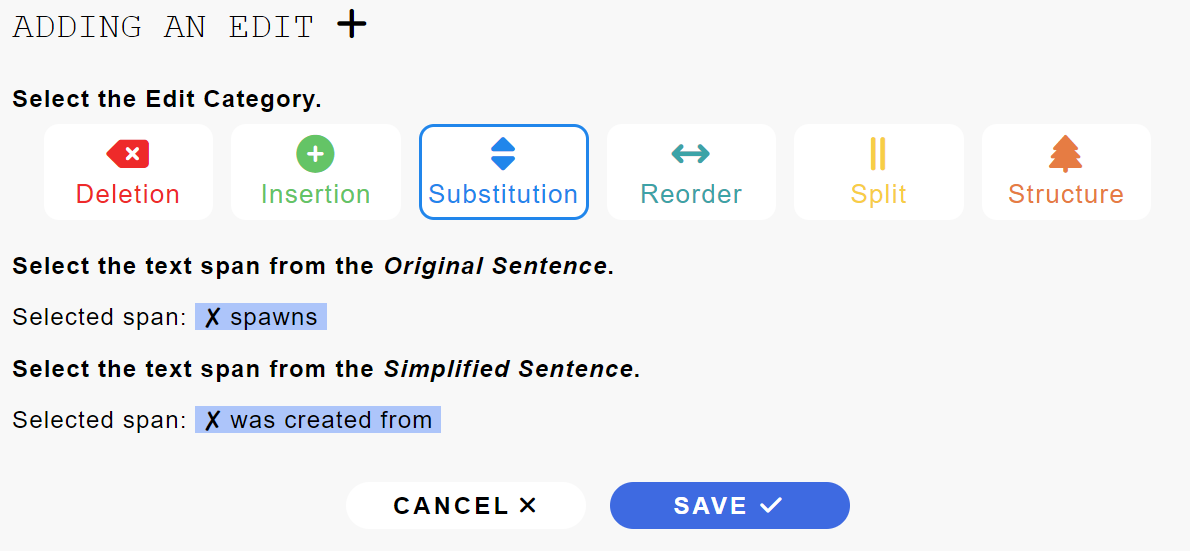 ADDING AN EDIT +
Select the Edit Category.
Deletion Insertion Substitution Reorder Split Structure
Select the text span from the Original Sentence.
Selected span: ✗ spawns
Select the text span from the Simplified Sentence.
Selected span: ✗ was created from
CANCEL ✕ SAVE ✓